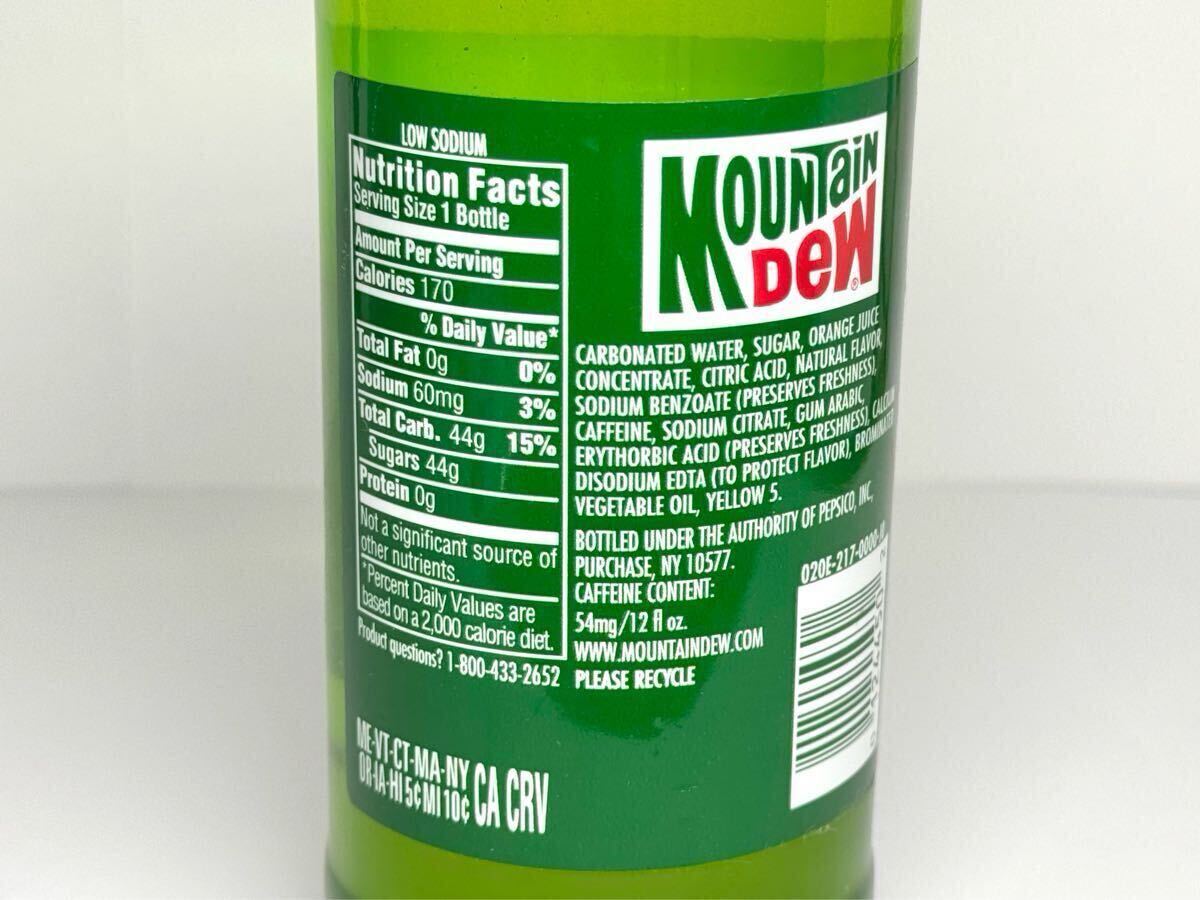 LOW SODIUM
Nutrition Facts
Serving Size 1 Bottle
Amount Per Serving
Calories 170
% Daily Value*
Total Fat 0g 0%
Sodium 60mg 3%
Total Carb. 44g 15%
Sugars 44g
Protein 0g
Not a significant source of
other nutrients.
*Percent Daily Values are
based on a 2,000 calorie diet.
Product questions? 1-800-433-2652
ME-VT-CT-MA-NY
OR-IA-HI 5¢ MI 10¢
CA CRV
MOUNTAIN
DEW®
CARBONATED WATER, SUGAR, ORANGE JUICE
CONCENTRATE, CITRIC ACID, NATURAL FLAVOR,
SODIUM BENZOATE (PRESERVES FRESHNESS),
CAFFEINE, SODIUM CITRATE, GUM ARABIC,
ERYTHORBIC ACID (PRESERVES FRESHNESS), CALCIUM
DISODIUM EDTA (TO PROTECT FLAVOR), BROMINATED
VEGETABLE OIL, YELLOW 5.
BOTTLED UNDER THE AUTHORITY OF PEPSICO, INC,
PURCHASE, NY 10577.
CAFFEINE CONTENT:
54mg/12 fl oz.
WWW.MOUNTAINDEW.COM
PLEASE RECYCLE